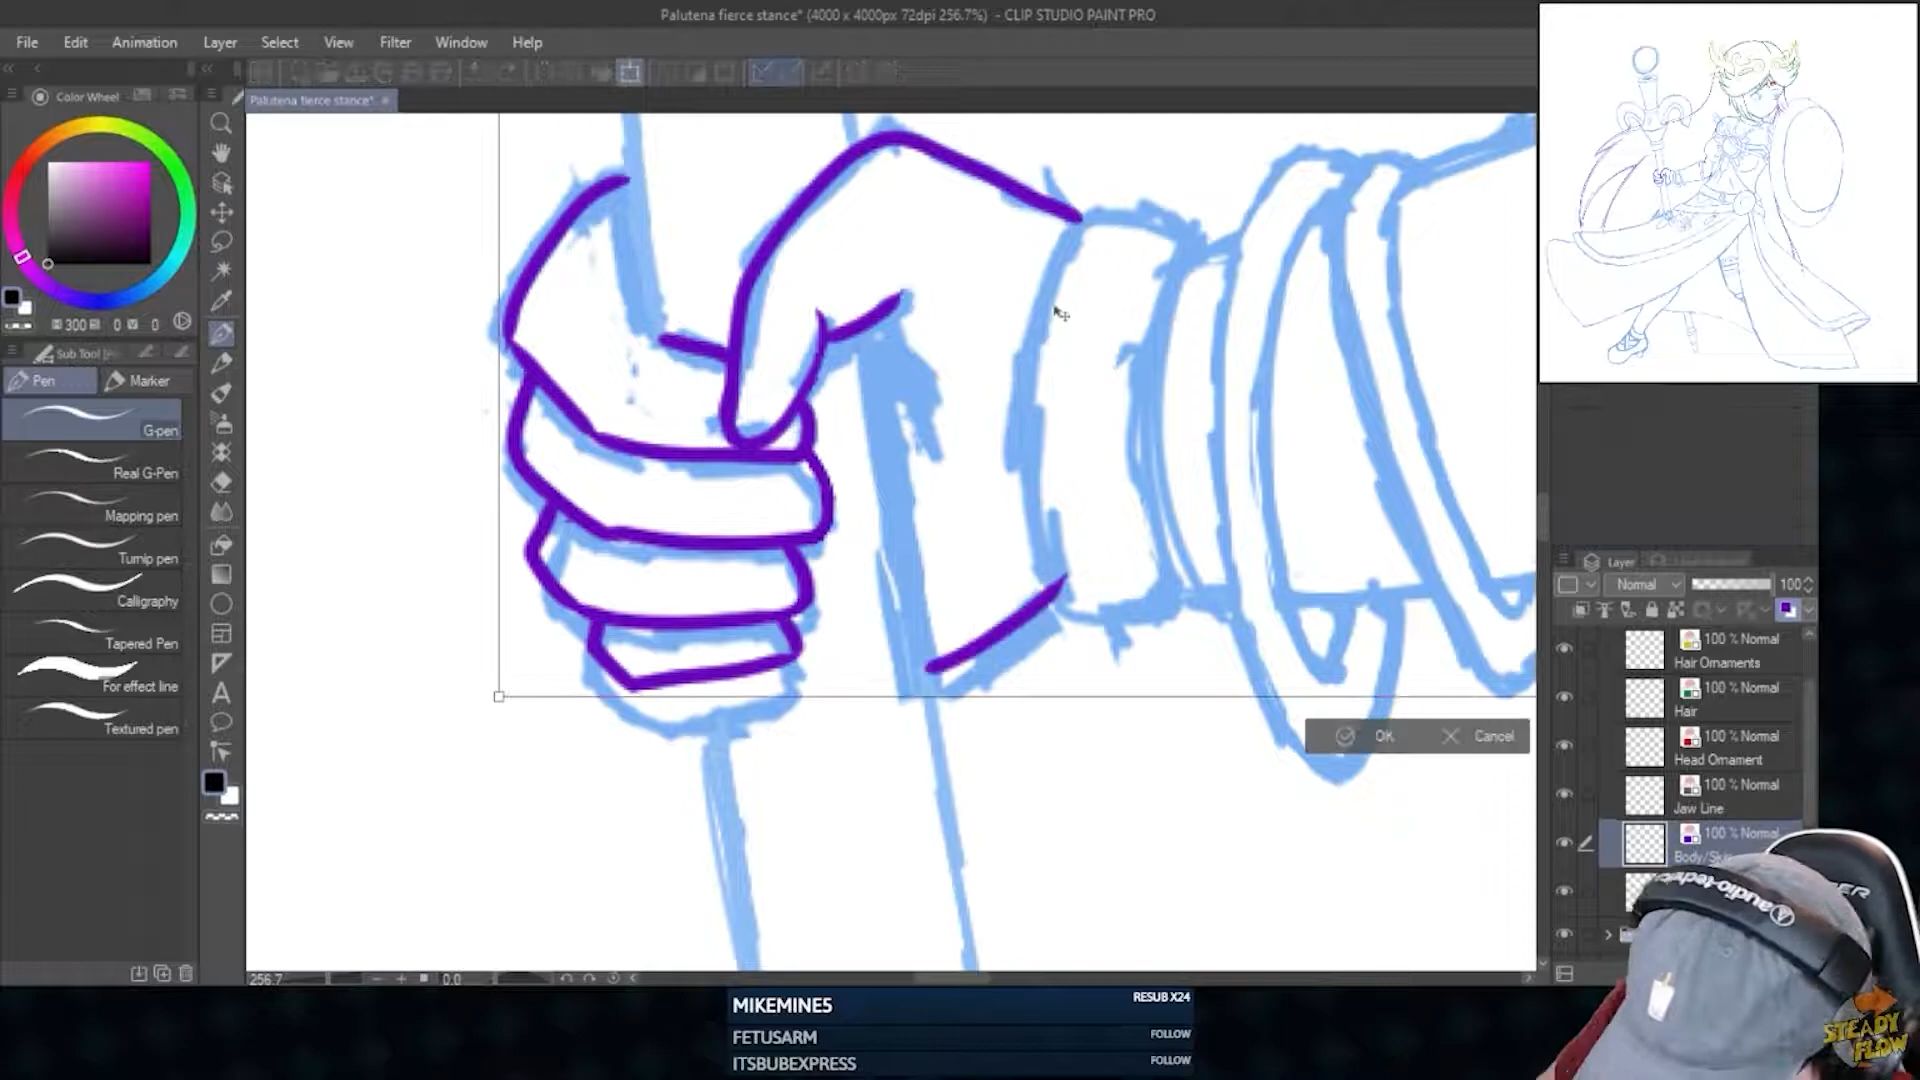 Palutena fierce stance* (4000 x 4000px 72dpi 256.7%) - CLIP STUDIO PAINT PRO
File Edit Animation Layer Select View Filter Window Help
Color Wheel
Palutena fierce stance*
300 0 V 0
Sub Tool
Pen Marker
G-pen
Real G-Pen
Mapping pen
Turnip pen
Calligraphy
Tapered Pen
For effect line
Textured pen
OK Cancel
256.7 0.0
Layer
Normal 100
100 % Normal
Hair Ornaments
100 % Normal
Hair
100 % Normal
Head Ornament
100 % Normal
Jaw Line
100 % Normal
Body/Skin
audio-technica
MIKEMINE5 RESUB X24
FETUSARM FOLLOW
ITSBUBEXPRESS FOLLOW
STEADY
FLOW